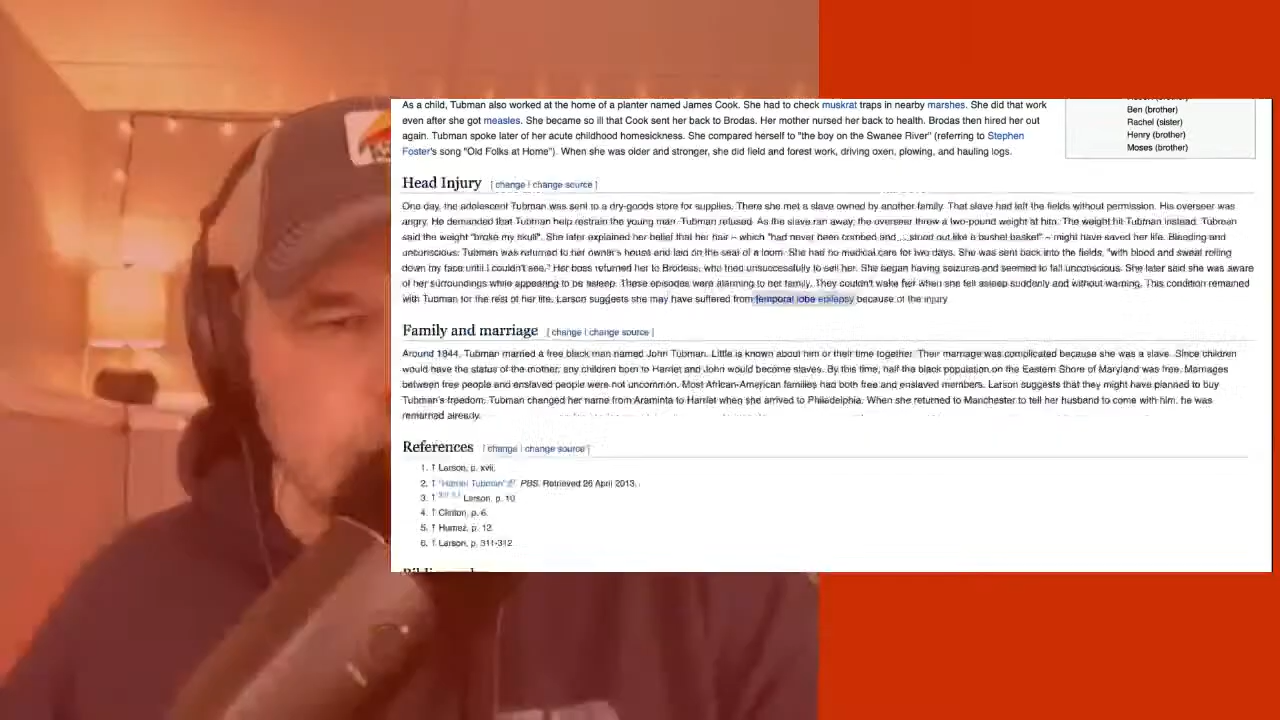 As a child, Tubman also worked at the home of a planter named James Cook. She had to check muskrat traps in nearby marshes. She did that work
even after she got measles. She became so ill that Cook sent her back to Brodas. Her mother nursed her back to health. Brodas then hired her out
again. Tubman spoke later of her acute childhood homesickness. She compared herself to "the boy on the Swanee River" (referring to Stephen
Foster's song "Old Folks at Home"). When she was older and stronger, she did field and forest work, driving oxen, plowing, and hauling logs.
(brother)
Ben (brother)
Rachel (sister)
Henry (brother)
Moses (brother)
Head Injury [ change | change source ]
One day, the adolescent Tubman was sent to a dry-goods store for supplies. There she met a slave owned by another family. That slave had left the fields without permission. His overseer was
angry. He demanded that Tubman help restrain the young man. Tubman refused. As the slave ran away, the overseer threw a two-pound weight at him. The weight hit Tubman instead. Tubman
said the weight "broke my skull". She later explained her belief that her hair – which "had never been combed and ... stood out like a bushel basket" – might have saved her life. Bleeding and
unconscious, Tubman was returned to her owner's house and laid on the seat of a loom. She had no medical care for two days. She was sent back into the fields, "with blood and sweat rolling
down my face until I couldn't see." Her boss returned her to Brodess, who tried unsuccessfully to sell her. She began having seizures and seemed to fall unconscious. She later said she was aware
of her surroundings while appearing to be asleep. These episodes were alarming to her family. They couldn't wake her when she fell asleep suddenly and without warning. This condition remained
with Tubman for the rest of her life. Larson suggests she may have suffered from temporal lobe epilepsy because of the injury
Family and marriage [ change | change source ]
Around 1844, Tubman married a free black man named John Tubman. Little is known about him or their time together. Their marriage was complicated because she was a slave. Since children
would have the status of the mother, any children born to Harriet and John would become slaves. By this time, half the black population on the Eastern Shore of Maryland was free. Marriages
between free people and enslaved people were not uncommon. Most African-American families had both free and enslaved members. Larson suggests that they might have planned to buy
Tubman's freedom. Tubman changed her name from Araminta to Harriet when she arrived to Philadelphia. When she returned to Manchester to tell her husband to come with him, he was
remarried already.
References [ change | change source ]
1. ↑ Larson, p. xvii.
2. ↑ "Harriet Tubman" PBS. Retrieved 26 April 2013.
3. ↑ Larson, p. 10
4. ↑ Clinton, p. 6.
5. ↑ Humez, p. 12.
6. ↑ Larson, p. 311-312